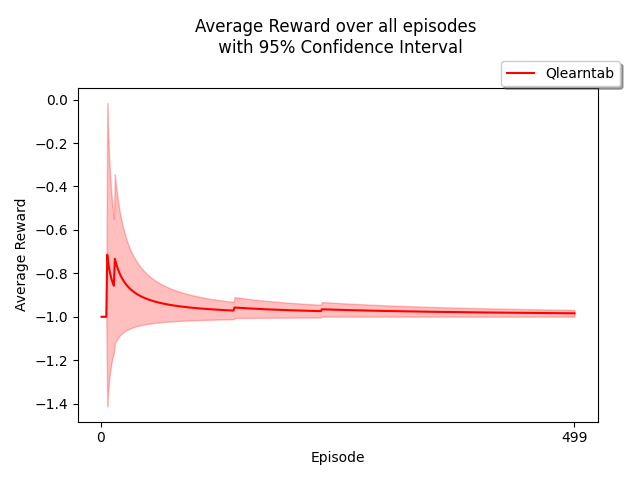 Average Reward over all episodes
with 95% Confidence Interval
Qlearntab
0.0
−0.2
−0.4
−0.6
−0.8
−1.0
−1.2
−1.4
Average Reward
0
499
Episode